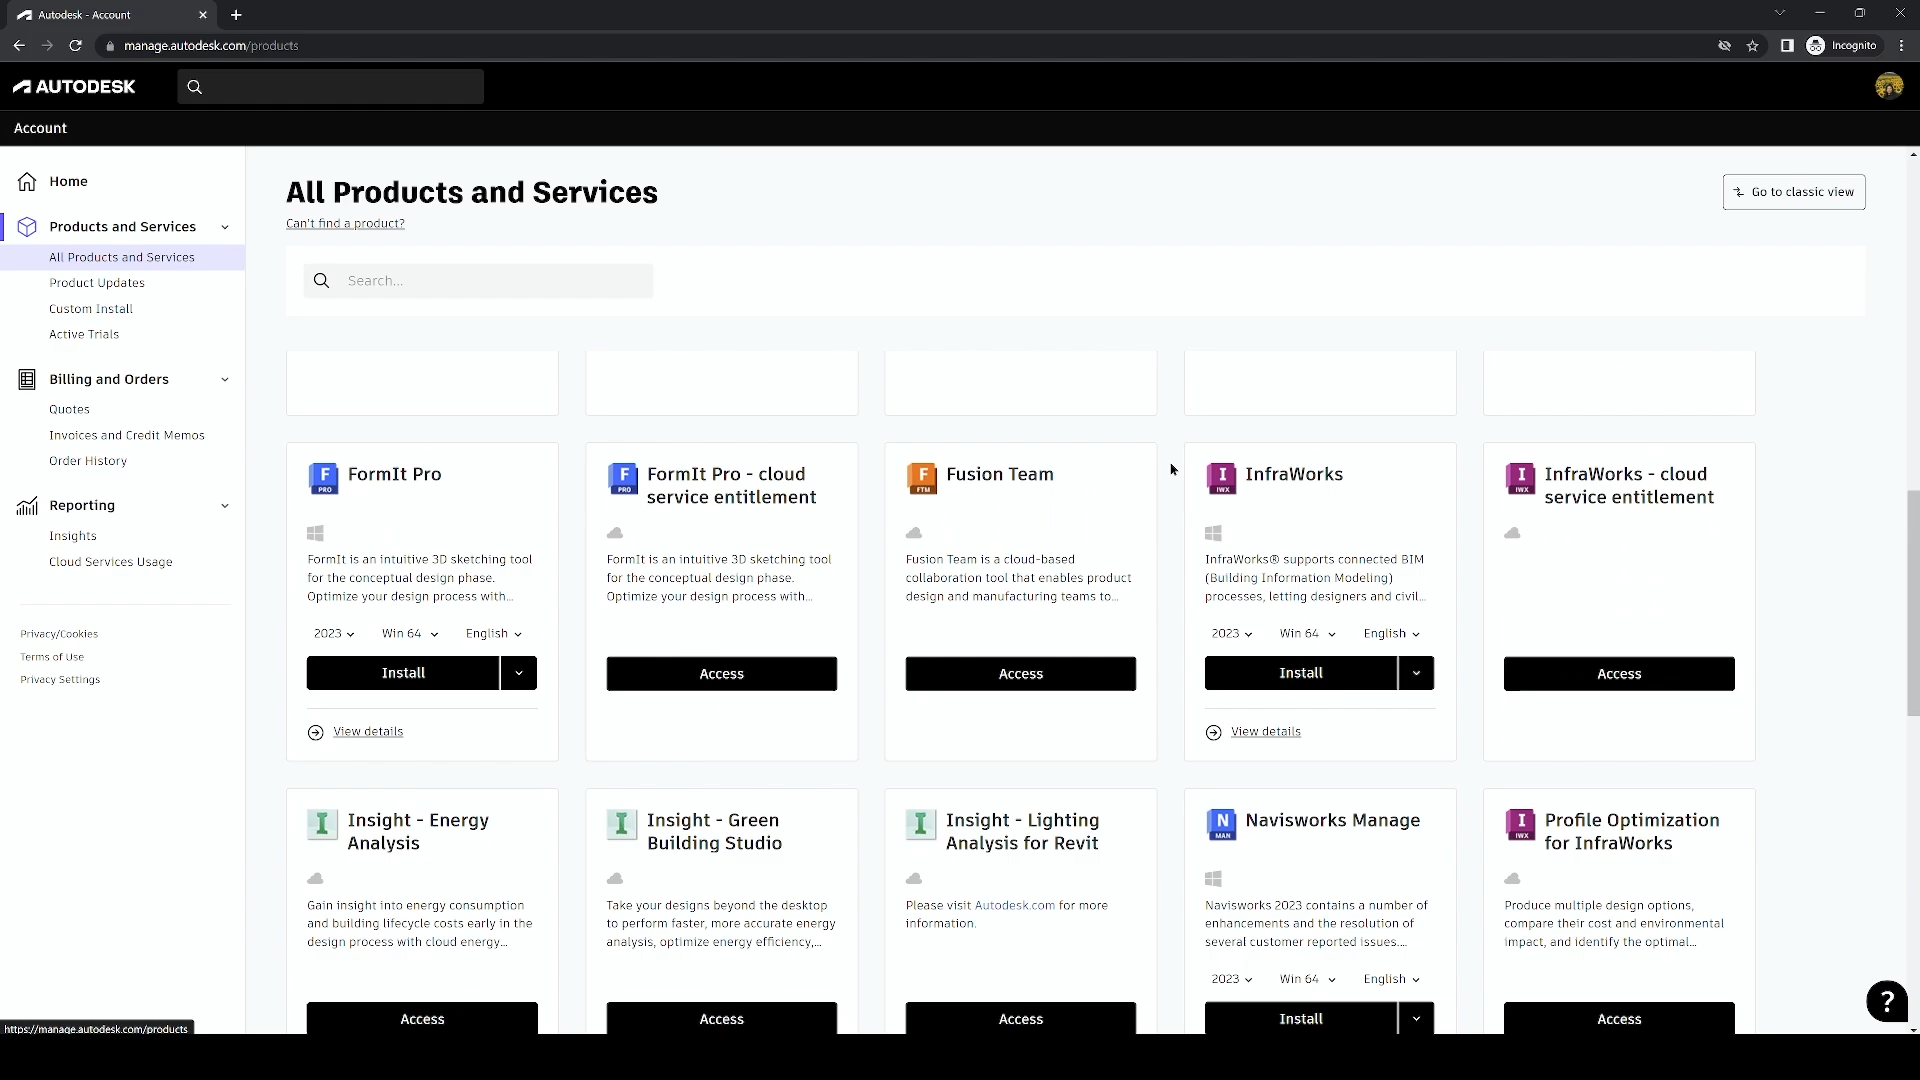 Autodesk - Account
manage.autodesk.com/products
Incognito
AUTODESK
Account
Home
Products and Services
All Products and Services
Product Updates
Custom Install
Active Trials
Billing and Orders
Quotes
Invoices and Credit Memos
Order History
Reporting
Insights
Cloud Services Usage
Privacy/Cookies
Terms of Use
Privacy Settings
https://manage.autodesk.com/products
All Products and Services
Can't find a product?
Go to classic view
Search...
F
PRO
FormIt Pro
FormIt is an intuitive 3D sketching tool
for the conceptual design phase.
Optimize your design process with...
2023 Win 64 English
Install
View details
F
PRO
FormIt Pro - cloud
service entitlement
FormIt is an intuitive 3D sketching tool
for the conceptual design phase.
Optimize your design process with...
Access
F
FTM
Fusion Team
Fusion Team is a cloud-based
collaboration tool that enables product
design and manufacturing teams to...
Access
I
IWX
InfraWorks
InfraWorks® supports connected BIM
(Building Information Modeling)
processes, letting designers and civil...
2023 Win 64 English
Install
View details
I
IWX
InfraWorks - cloud
service entitlement
Access
I
Insight - Energy
Analysis
Gain insight into energy consumption
and building lifecycle costs early in the
design process with cloud energy...
Access
I
Insight - Green
Building Studio
Take your designs beyond the desktop
to perform faster, more accurate energy
analysis, optimize energy efficiency,...
Access
I
Insight - Lighting
Analysis for Revit
Please visit Autodesk.com for more
information.
Access
N
MAN
Navisworks Manage
Navisworks 2023 contains a number of
enhancements and the resolution of
several customer reported issues....
2023 Win 64 English
Install
I
IWX
Profile Optimization
for InfraWorks
Produce multiple design options,
compare their cost and environmental
impact, and identify the optimal...
Access
?